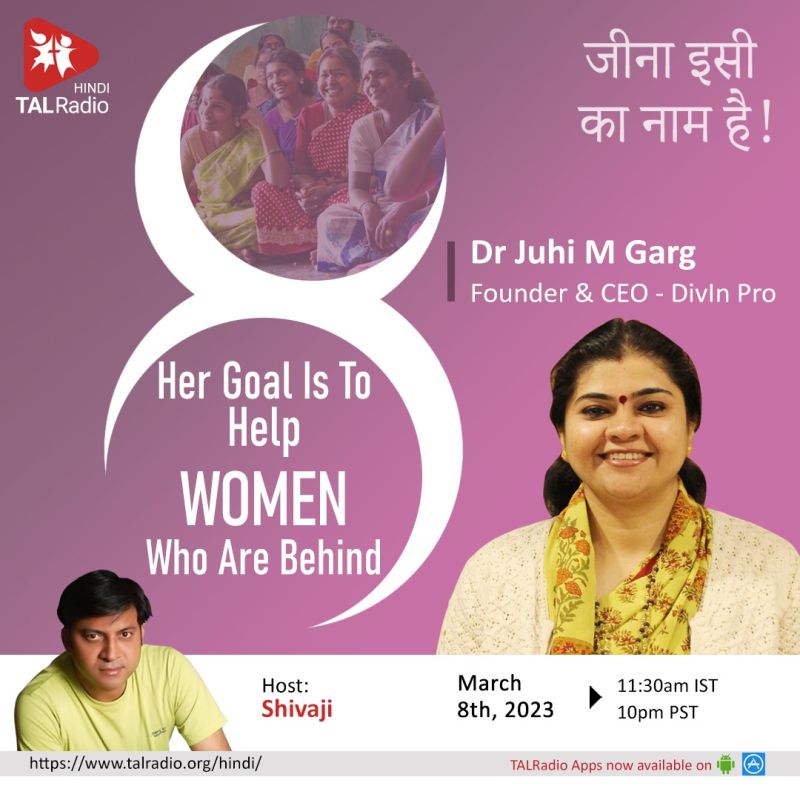 HINDI
TALRadio
जीना इसी
का नाम है!
Dr Juhi M Garg
Founder & CEO - DivIn Pro
Her Goal Is To
Help
WOMEN
Who Are Behind
Host:
Shivaji
March
8th, 2023
11:30am IST
10pm PST
https://www.talradio.org/hindi/
TALRadio Apps now available on